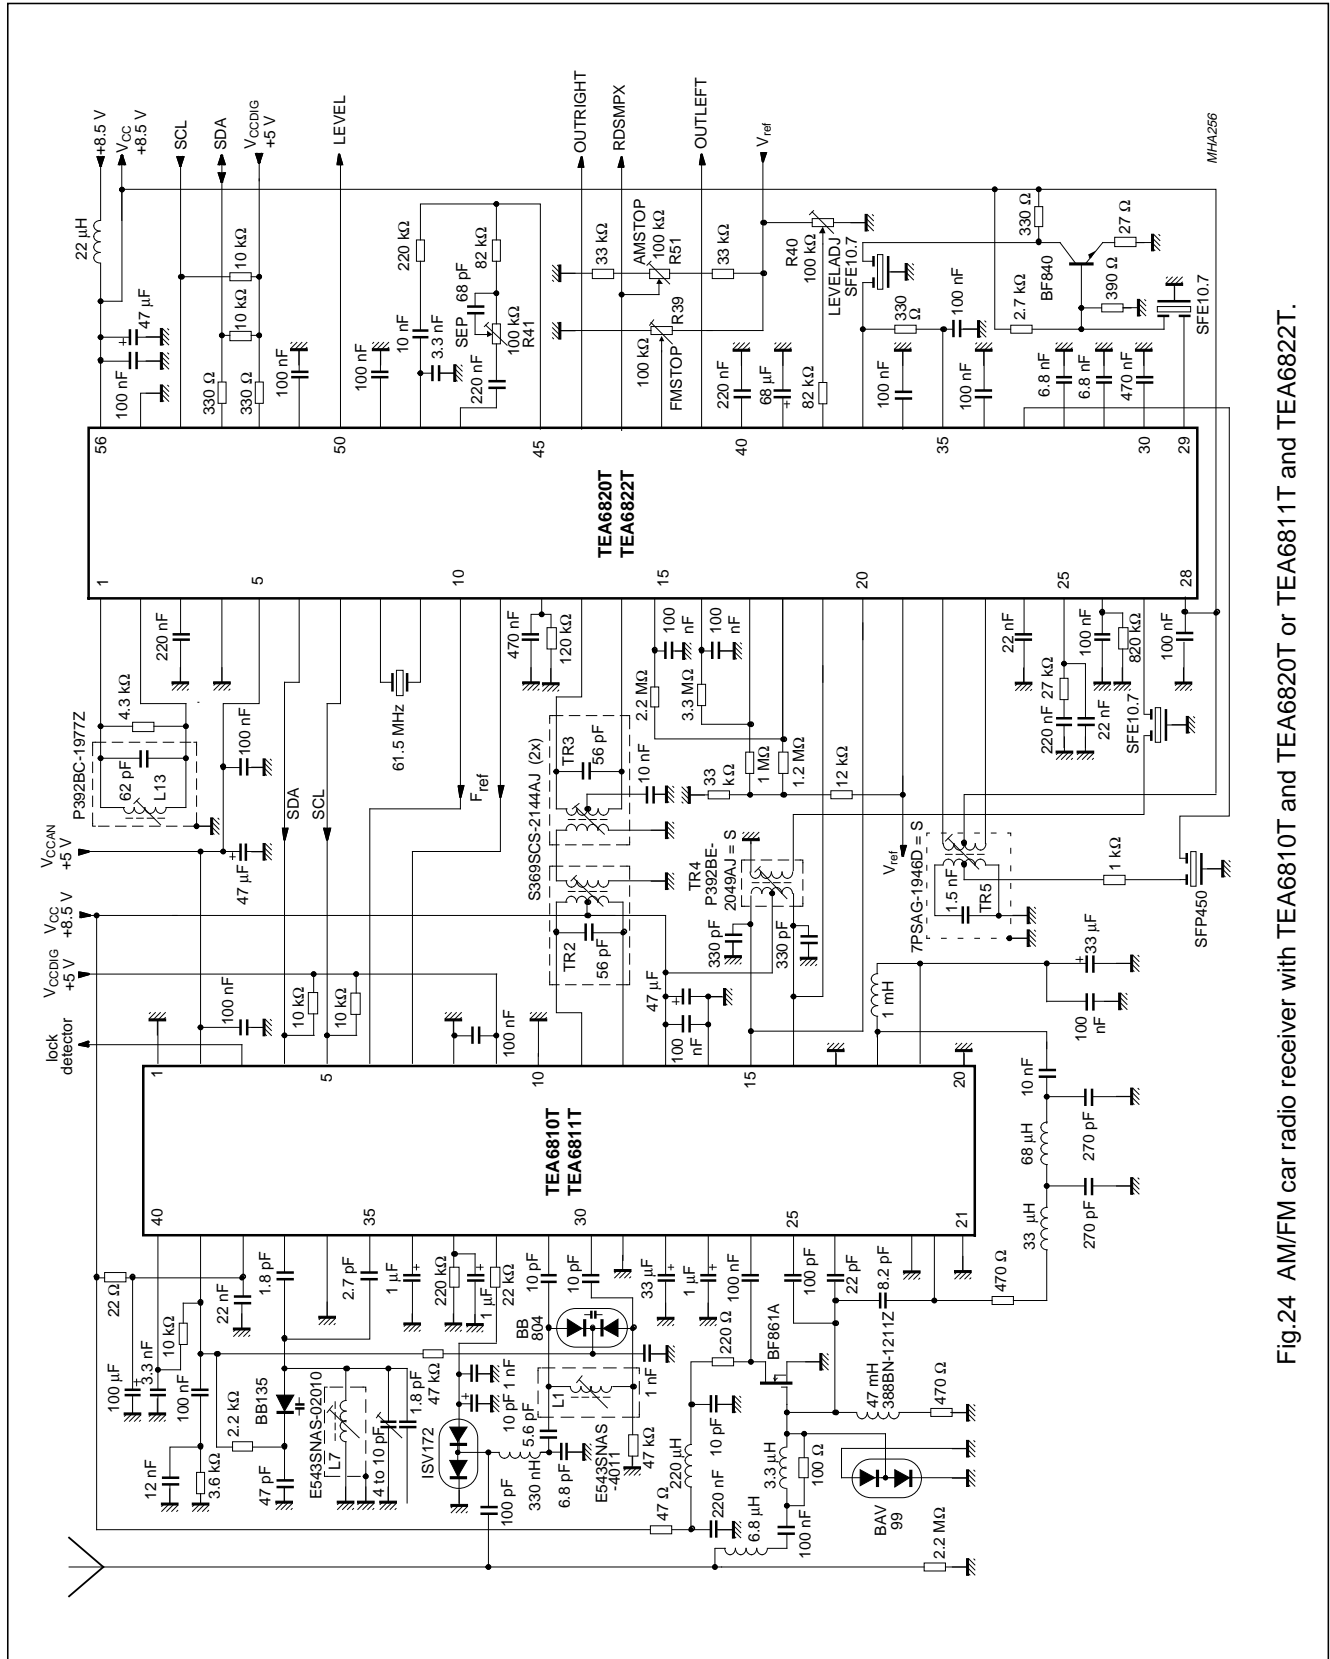 +8.5 V
VCC
+8.5 V
SCL
SDA
VCCDIG
+5 V
LEVEL
OUTRIGHT
RDSMPX
OUTLEFT
Vref
MHA256
22 μH
47 μF
+
100 nF
10 kΩ
10 kΩ
330 Ω
330 Ω
100 nF
100 nF
220 kΩ
10 nF
3.3 nF
SEP
68 pF
82 kΩ
100 kΩ
R41
220 nF
33 kΩ
AMSTOP
100 kΩ
R51
33 kΩ
R39
100 kΩ
FMSTOP
220 nF
68 μF
+
82 kΩ
R40
100 kΩ
LEVELADJ
SFE10.7
330
Ω
100 nF
100 nF
100 nF
330 Ω
BF840
27 Ω
2.7 kΩ
390 Ω
SFE10.7
6.8 nF
6.8 nF
470 nF
56
50
45
40
35
30
29
TEA6820T
TEA6822T
1
5
10
15
20
25
28
P392BC-1977Z
62 pF
L13
4.3 kΩ
220 nF
100 nF
47 μF
+
61.5 MHz
SDA
SCL
Fref
470 nF
120 kΩ
S369SCS-2144AJ (2x)
TR3
56 pF
10 nF
TR2
56 pF
2.2 MΩ
100
nF
3.3 MΩ
100
nF
33
kΩ
1 MΩ
1.2 MΩ
12 kΩ
TR4
P392BE-
2049AJ = S
330 pF
330 pF
Vref
7PSAG-1946D = S
1.5 nF
TR5
1 kΩ
SFP450
22 nF
27 kΩ
220 nF
22 nF
100 nF
820 kΩ
100 nF
SFE10.7
VCCAN
+5 V
VCC
+8.5 V
VCCDIG
+5 V
lock
detector
100 nF
10 kΩ
10 kΩ
100 nF
47 μF
+
100
nF
1 mH
33 μF
+
100
nF
10 nF
68 μH
270 pF
33 μH
270 pF
1
5
10
15
20
TEA6810T
TEA6811T
40
35
30
25
21
22 Ω
100 μF
+
3.3 nF
10 kΩ
22 nF
100 nF
1.8 pF
2.7 pF
1 μF
+
220 kΩ
1 μF
+
22 kΩ
10 pF
10 pF
33 μF
+
1 μF
+
100 nF
100 pF
22 pF
8.2 pF
470 Ω
12 nF
3.6 kΩ
2.2 kΩ
BB135
47 pF
E543SNAS-02010
L7
4 to 10 pF
1.8 pF
47 kΩ
ISV172
1 nF
+
10 pF
BB
804
L1
1 nF
5.6 pF
100 pF
330 nH
6.8 pF
E543SNAS
-4011
47 kΩ
220 Ω
BF861A
10 pF
220 μH
47 Ω
220 nF
3.3 μH
100 Ω
6.8 μH
100 nF
47 mH
388BN-1211Z
470 Ω
BAV
99
2.2 MΩ
Fig.24 AM/FM car radio receiver with TEA6810T and TEA6820T or TEA6811T and TEA6822T.